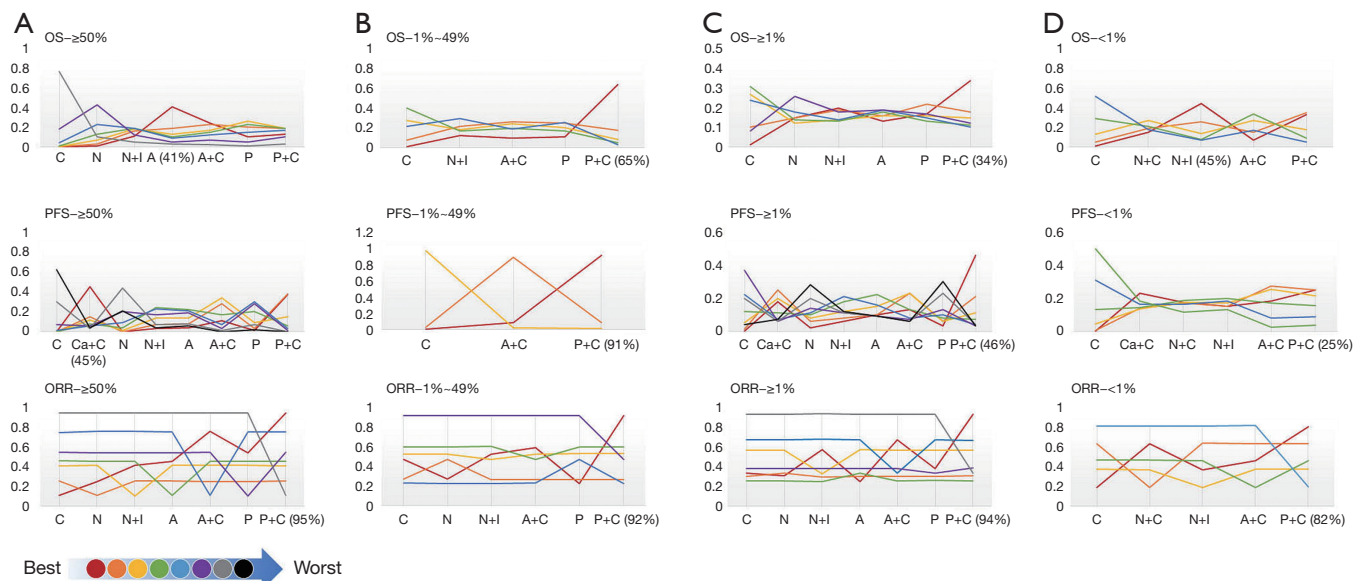 A
B
C
D
OS–≥50%
1
0.8
0.6
0.4
0.2
0
C N N+I A (41%) A+C P P+C
OS–1%~49%
1
0.8
0.6
0.4
0.2
0
C N+I A+C P P+C (65%)
OS–≥1%
0.5
0.4
0.3
0.2
0.1
0
C N N+I A P P+C (34%)
OS–<1%
1
0.8
0.6
0.4
0.2
0
C N+C N+I (45%) A+C P+C
PFS–≥50%
1
0.8
0.6
0.4
0.2
0
C Ca+C N N+I A A+C P P+C
(45%)
PFS–1%~49%
1.2
1
0.8
0.6
0.4
0.2
0
C A+C P+C (91%)
PFS–≥1%
0.6
0.4
0.2
0
C Ca+C N N+I A A+C P P+C (46%)
PFS–<1%
0.6
0.4
0.2
0
C Ca+C N+C N+I A+C P+C (25%)
ORR–≥50%
1
0.8
0.6
0.4
0.2
0
C N N+I A A+C P P+C (95%)
ORR–1%~49%
1
0.8
0.6
0.4
0.2
0
C N N+I A+C P P+C (92%)
ORR–≥1%
1
0.8
0.6
0.4
0.2
0
C N N+I A A+C P P+C (94%)
ORR–<1%
1
0.8
0.6
0.4
0.2
0
C N+C N+I A+C P+C (82%)
Best Worst